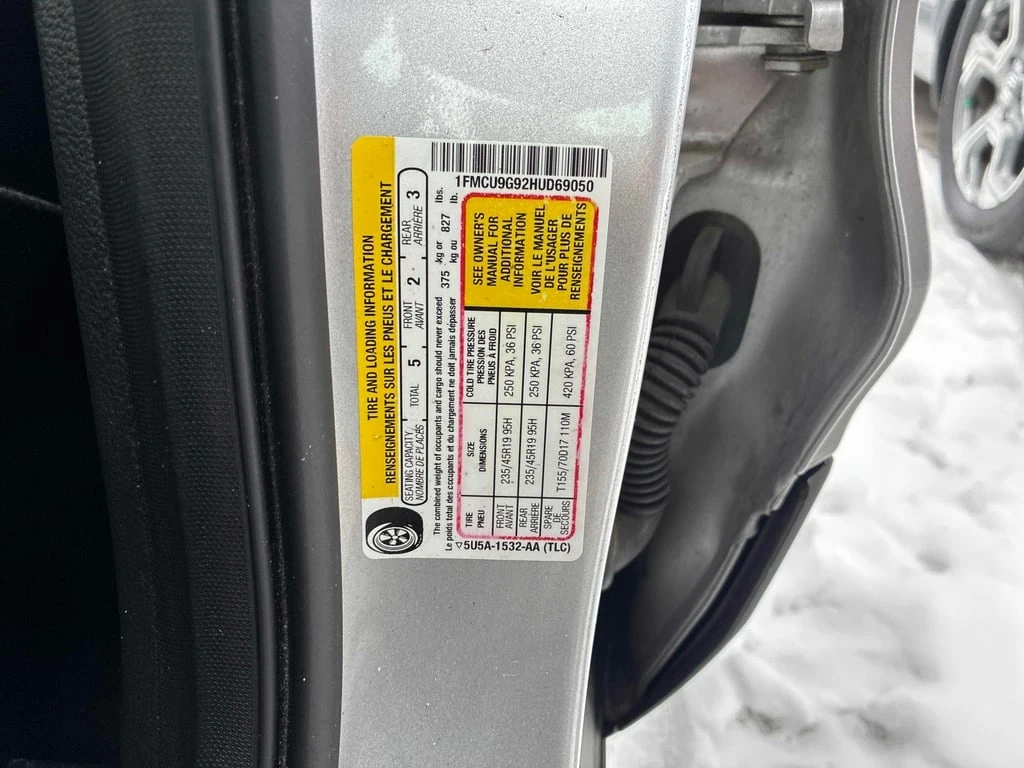 1FMCU9G92HUD69050
TIRE AND LOADING INFORMATION
RENSEIGNEMENTS SUR LES PNEUS ET LE CHARGEMENT
SEATING CAPACITY
NOMBRE DE PLACES
TOTAL 5
FRONT
AVANT
2
REAR
ARRIÈRE
3
The combined weight of occupants and cargo should never exceed 375 kg or 827 lbs.
Le poids total des occupants et du chargement ne doit jamais dépasser kg ou lb.
TIRE
PNEU
SIZE
DIMENSIONS
COLD TIRE PRESSURE
PRESSION DES
PNEUS À FROID
FRONT
AVANT
235/45R19 95H
250 KPA, 36 PSI
REAR
ARRIÈRE
235/45R19 95H
250 KPA, 36 PSI
SPARE
DE
SECOURS
T155/70D17 110M
420 KPA, 60 PSI
SEE OWNER'S
MANUAL FOR
ADDITIONAL
INFORMATION
VOIR LE MANUEL
DE L'USAGER
POUR PLUS DE
RENSEIGNEMENTS
▽5U5A-1532-AA (TLC)